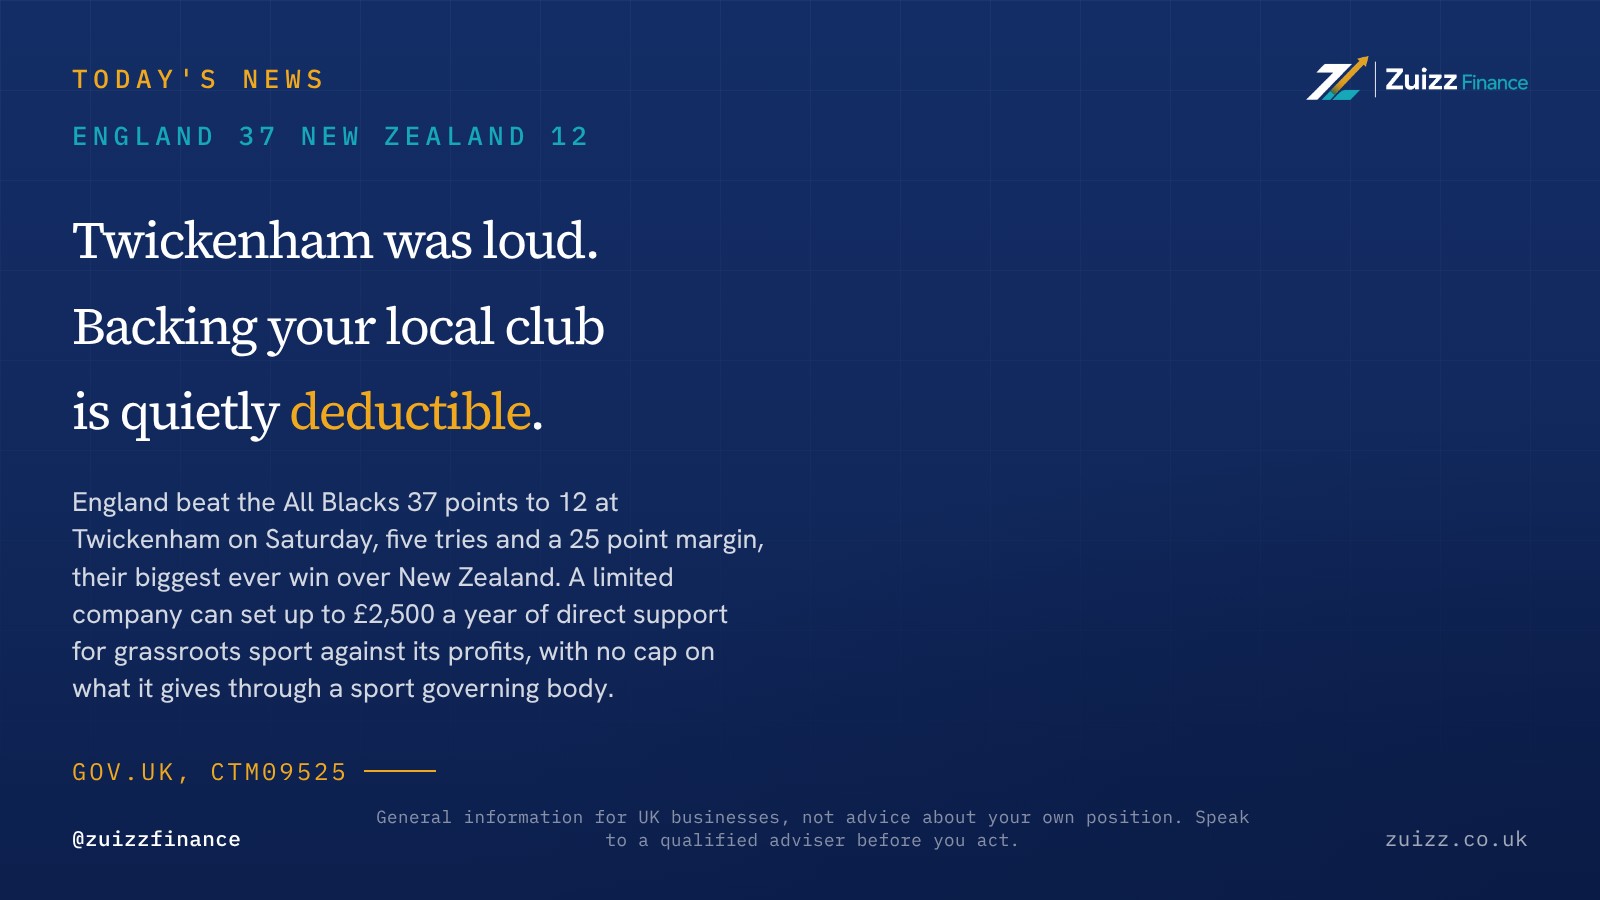 TODAY'S NEWS
Zuizz Finance
ENGLAND 37 NEW ZEALAND 12
Twickenham was loud.
Backing your local club
is quietly deductible.
England beat the All Blacks 37 points to 12 at
Twickenham on Saturday, five tries and a 25 point margin,
their biggest ever win over New Zealand. A limited
company can set up to £2,500 a year of direct support
for grassroots sport against its profits, with no cap on
what it gives through a sport governing body.
GOV.UK, CTM09525
General information for UK businesses, not advice about your own position. Speak
to a qualified adviser before you act.
@zuizzfinance
zuizz.co.uk